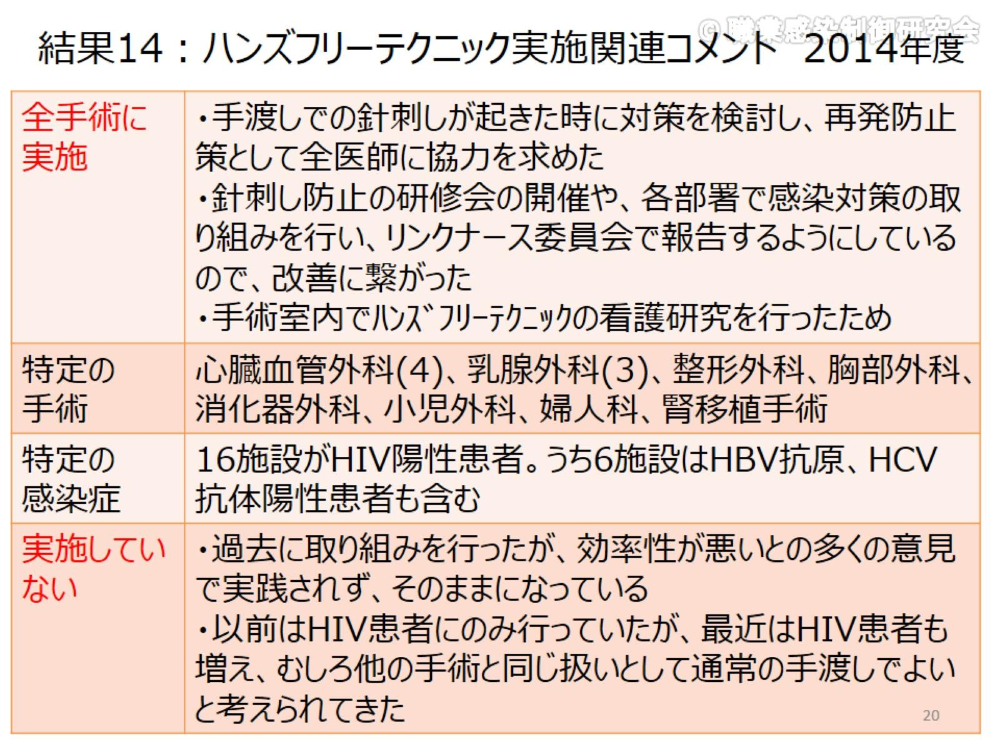 © 職業感染制御研究会
結果14：ハンズフリーテクニック実施関連コメント　2014年度
全手術に
実施
・手渡しでの針刺しが起きた時に対策を検討し、再発防止
策として全医師に協力を求めた
・針刺し防止の研修会の開催や、各部署で感染対策の取
り組みを行い、リンクナース委員会で報告するようにしている
ので、改善に繋がった
・手術室内でﾊﾝｽﾞﾌﾘｰﾃｸﾆｯｸの看護研究を行ったため
特定の
手術
心臓血管外科(4)、乳腺外科(3)、整形外科、胸部外科、
消化器外科、小児外科、婦人科、腎移植手術
特定の
感染症
16施設がHIV陽性患者。うち6施設はHBV抗原、HCV
抗体陽性患者も含む
実施してい
ない
・過去に取り組みを行ったが、効率性が悪いとの多くの意見
で実践されず、そのままになっている
・以前はHIV患者にのみ行っていたが、最近はHIV患者も
増え、むしろ他の手術と同じ扱いとして通常の手渡しでよい
と考えられてきた
20